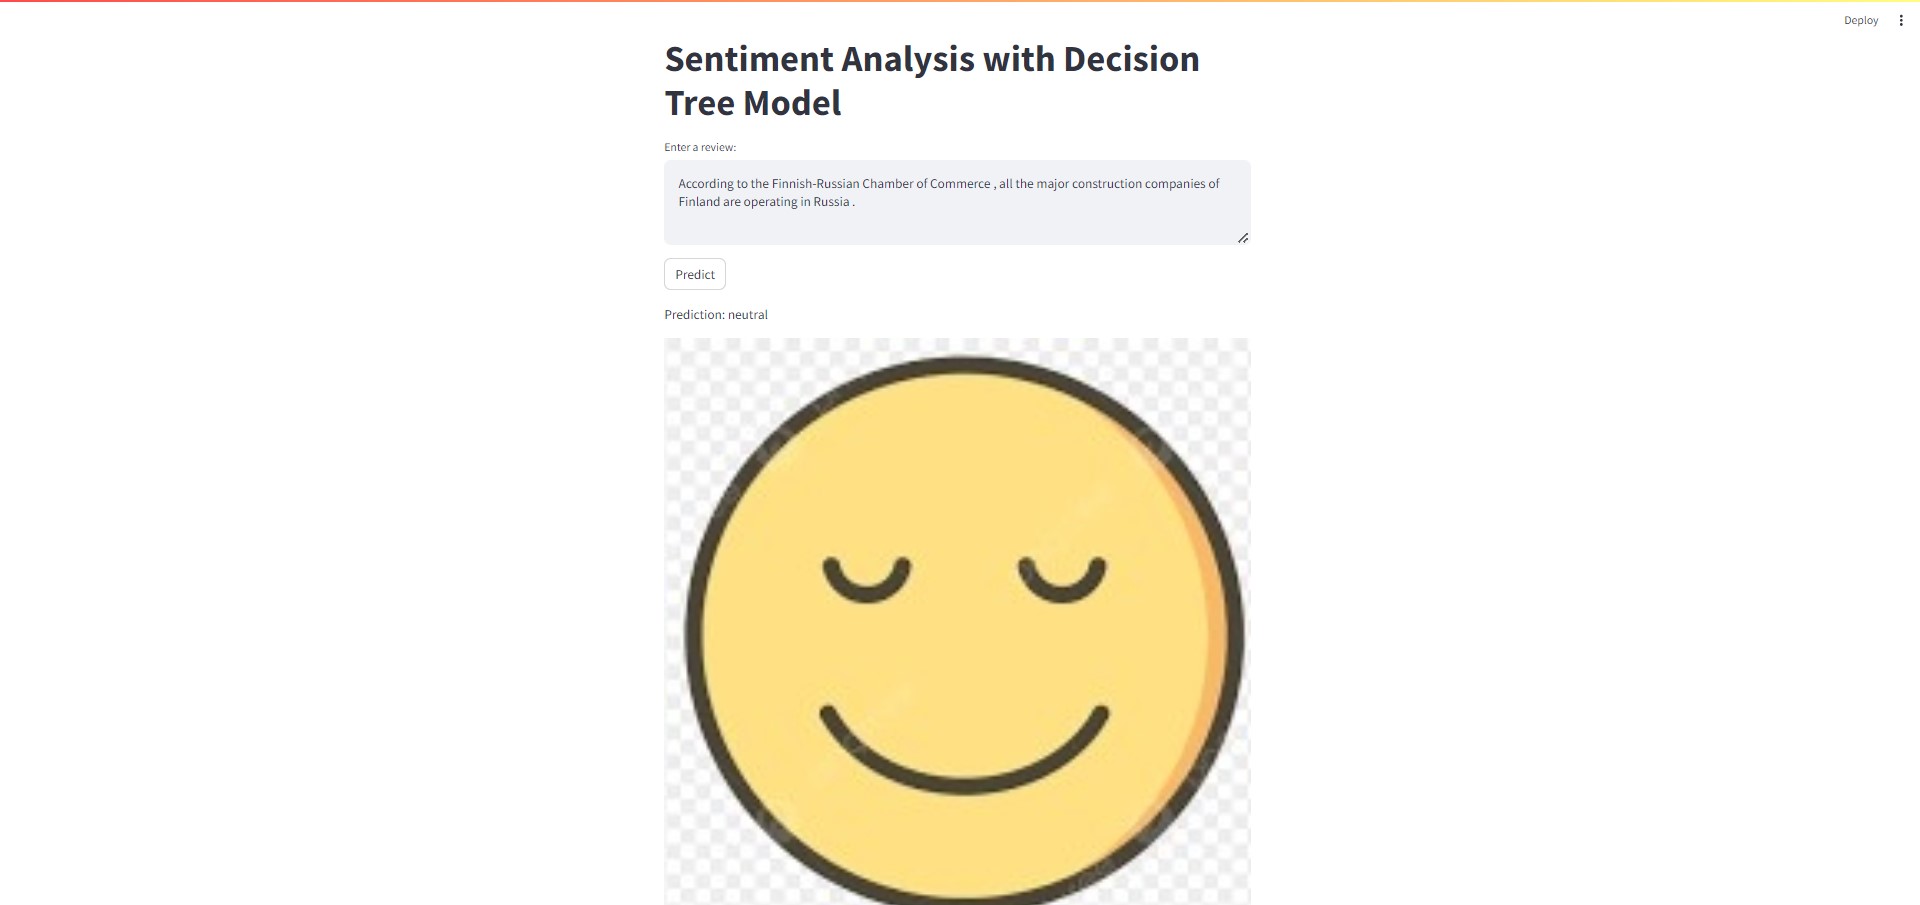 Deploy
Sentiment Analysis with Decision
Tree Model
Enter a review:
According to the Finnish-Russian Chamber of Commerce , all the major construction companies of
Finland are operating in Russia .
Predict
Prediction: neutral